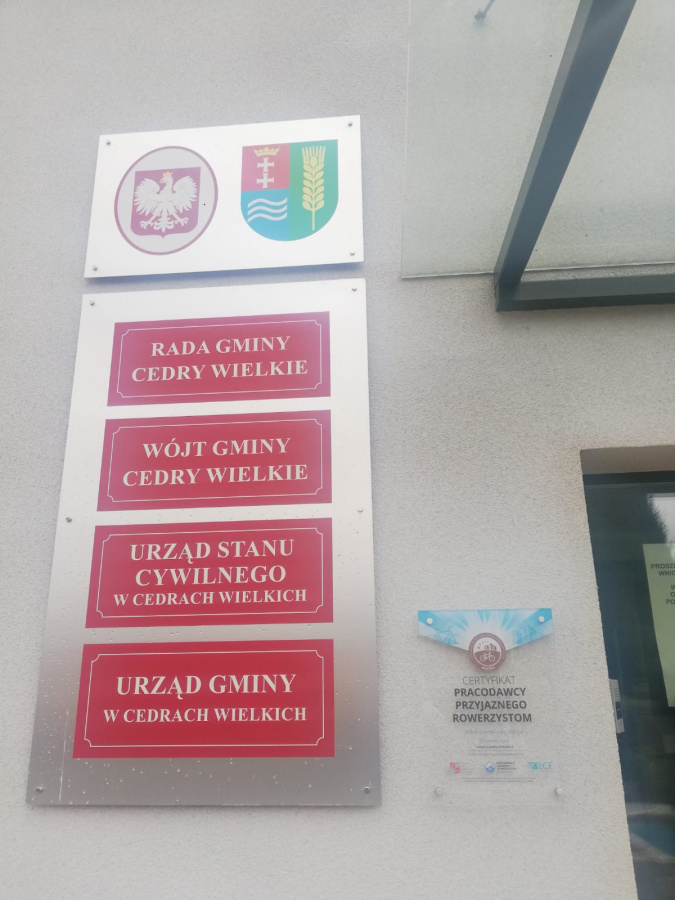 RADA GMINY
CEDRY WIELKIE
WÓJT GMINY
CEDRY WIELKIE
URZĄD STANU
CYWILNEGO
W CEDRACH WIELKICH
URZĄD GMINY
W CEDRACH WIELKICH
CERTYFIKAT
PRACODAWCY
PRZYJAZNEGO
ROWERZYSTOM
ECF